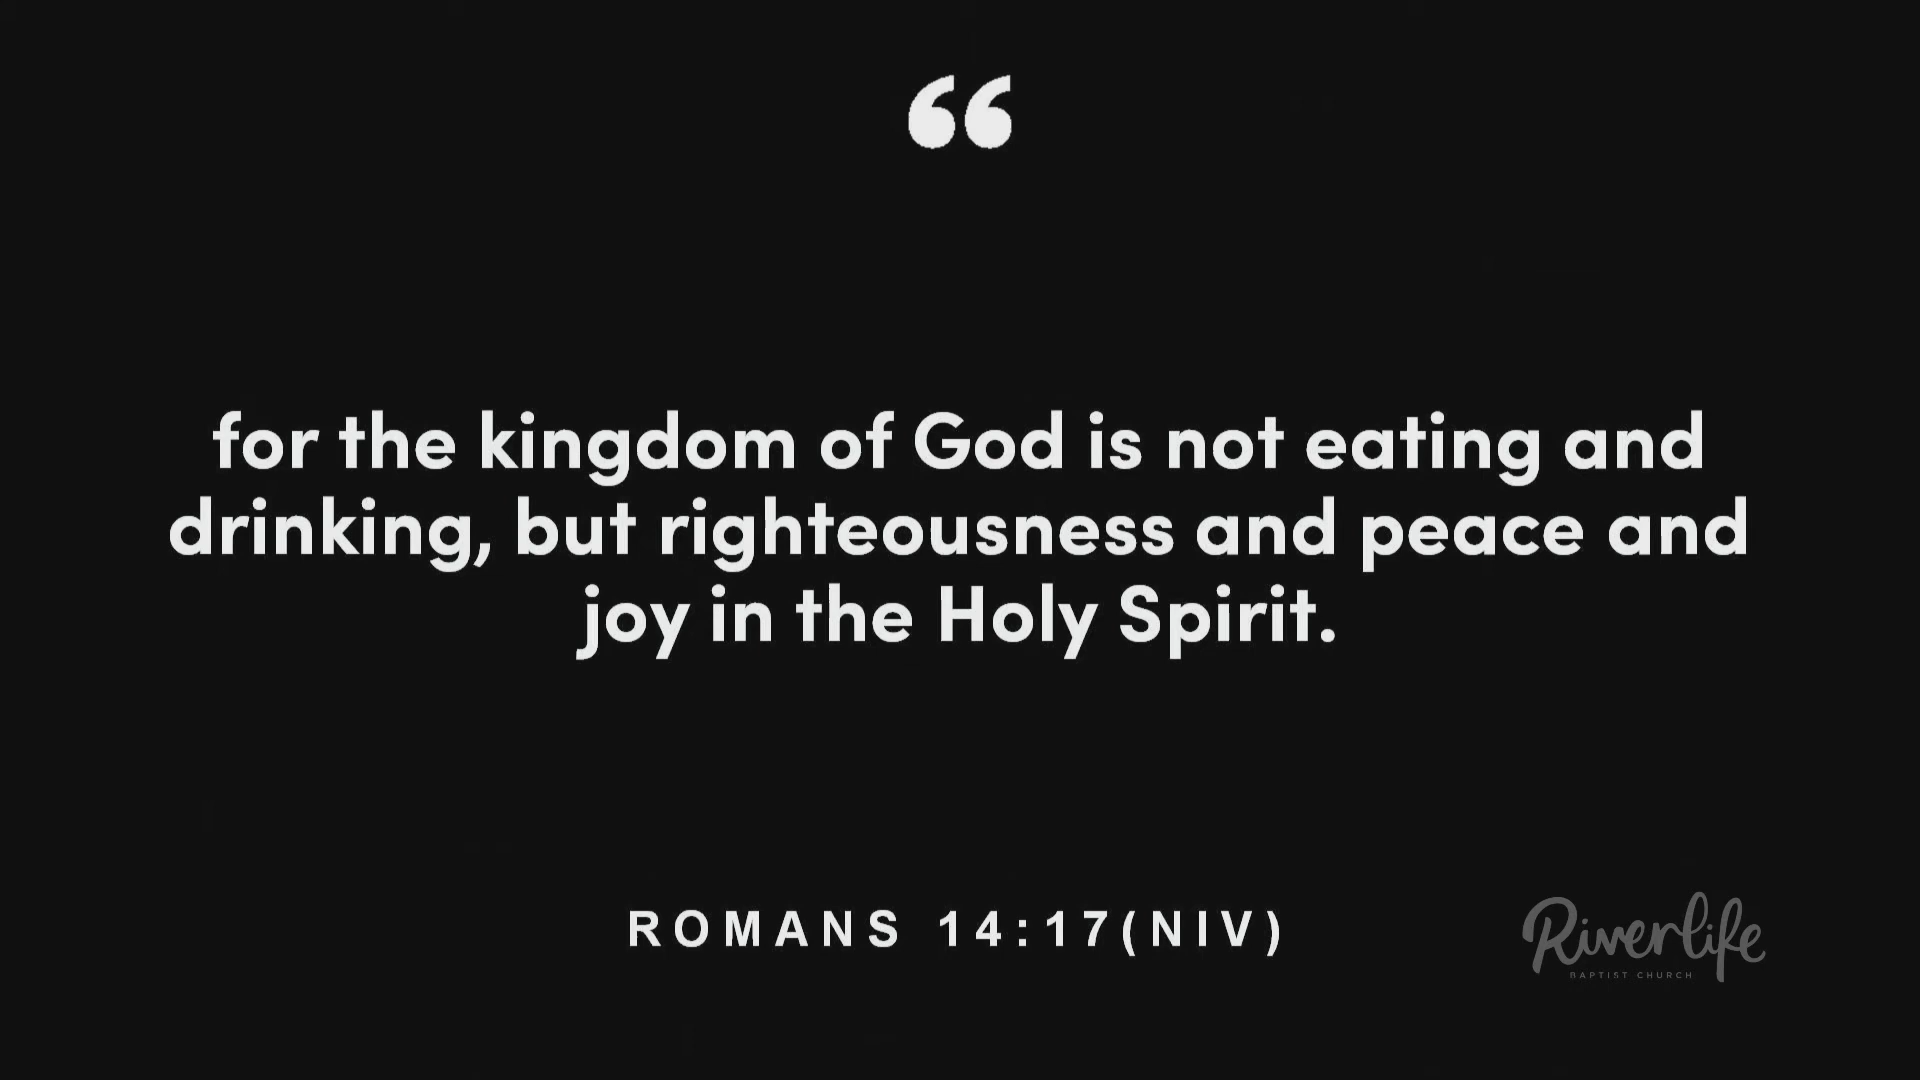 “
for the kingdom of God is not eating and
drinking, but righteousness and peace and
joy in the Holy Spirit.
ROMANS 14:17(NIV)
Riverlife
BAPTIST CHURCH